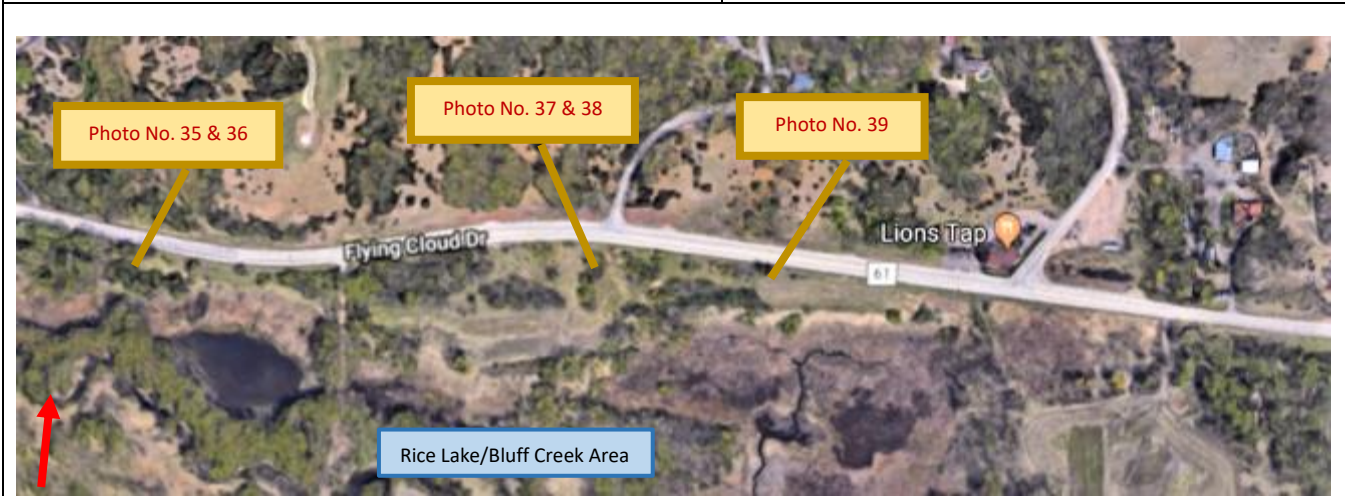 Photo No. 35 & 36
Photo No. 37 & 38
Photo No. 39
Lions Tap
Flying Cloud Dr
61
Rice Lake/Bluff Creek Area